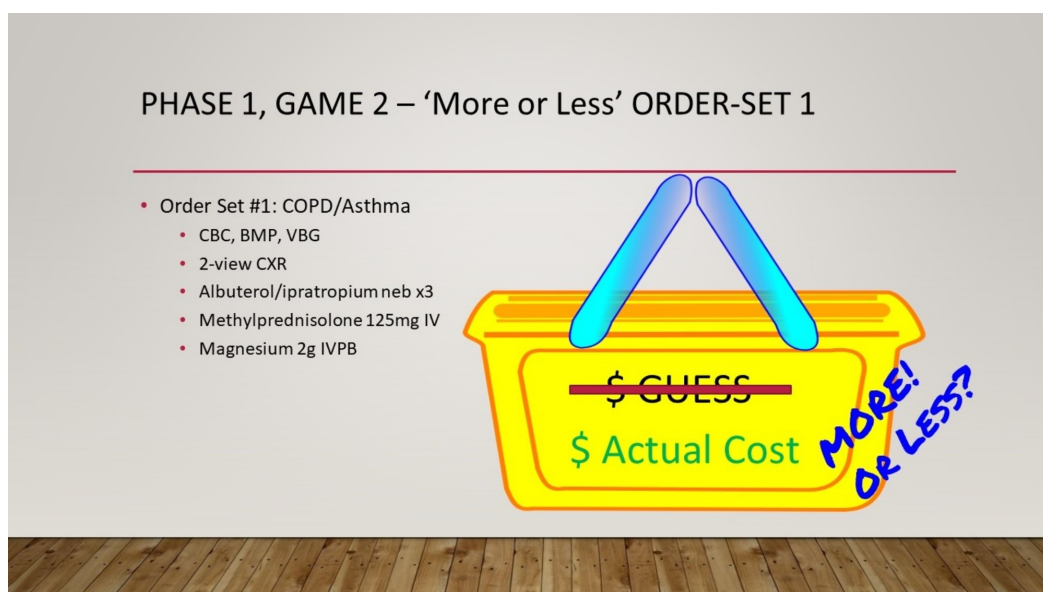 PHASE 1, GAME 2 – ‘More or Less’ ORDER-SET 1
• Order Set #1: COPD/Asthma
• CBC, BMP, VBG
• 2-view CXR
• Albuterol/ipratropium neb x3
• Methylprednisolone 125mg IV
• Magnesium 2g IVPB
$ GUESS
$ Actual Cost
MORE!
OR LESS?